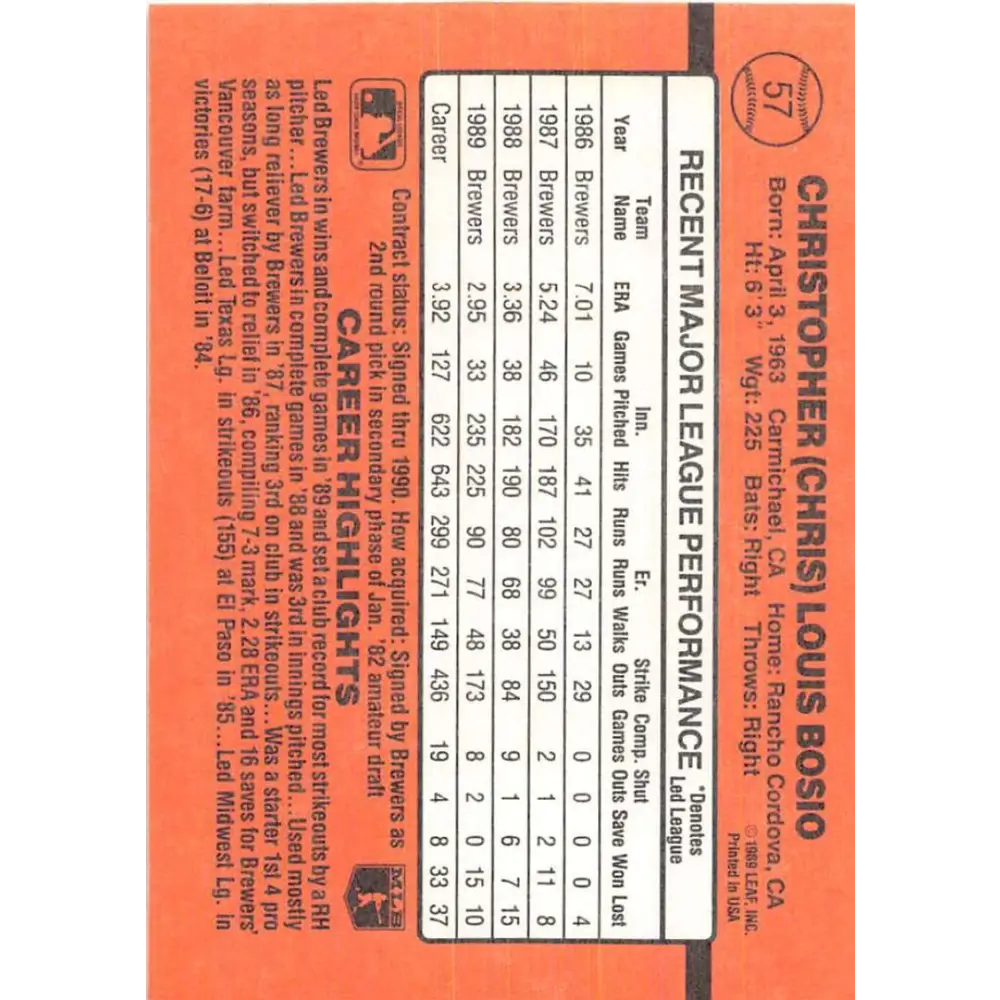 57
CHRISTOPHER (CHRIS) LOUIS BOSIO
Born: April 3, 1963 Carmichael, CA Home: Rancho Cordova, CA
Ht: 6'3" Wgt: 225 Bats: Right Throws: Right
© 1989 LEAF, INC.
Printed in USA
RECENT MAJOR LEAGUE PERFORMANCE *Denotes Led League
Year Team Name ERA Games Inn. Pitched Hits Runs Er. Runs Walks Strike Outs Comp. Games Shut Outs Save Won Lost
1986 Brewers 7.01 10 35 41 27 27 13 29 0 0 0 0 4
1987 Brewers 5.24 46 170 187 102 99 50 150 2 1 2 11 8
1988 Brewers 3.36 38 182 190 80 68 38 84 9 1 6 7 15
1989 Brewers 2.95 33 235 225 90 77 48 173 8 2 0 15 10
Career 3.92 127 622 643 299 271 149 436 19 4 8 33 37
Contract status: Signed thru 1990. How acquired: Signed by Brewers as
2nd round pick in secondary phase of Jan. '82 amateur draft
MLB
CAREER HIGHLIGHTS
Led Brewers in wins and complete games in '89 and set a club record for most strikeouts by a RH
pitcher...Led Brewers in complete games in '88 and was 3rd in innings pitched...Used mostly
as long reliever by Brewers in '87, ranking 3rd on club in strikeouts...Was a starter 1st 4 pro
seasons, but switched to relief in '86, compiling 7-3 mark, 2.28 ERA and 16 saves for Brewers'
Vancouver farm...Led Texas Lg. in strikeouts (155) at El Paso in '85...Led Midwest Lg. in
victories (17-6) at Beloit in '84.